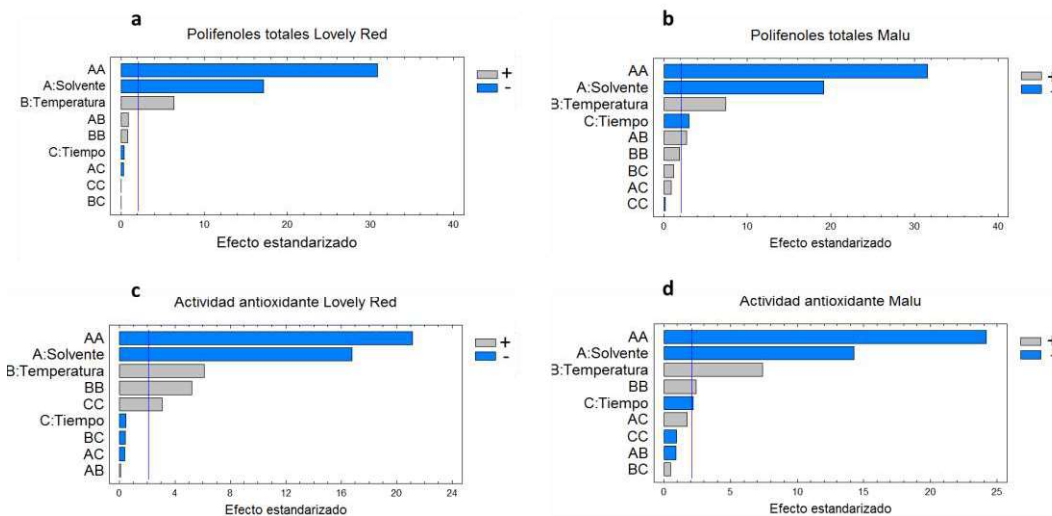 a
Polifenoles totales Lovely Red
AA
A:Solvente
B:Temperatura
AB
BB
C:Tiempo
AC
CC
BC
0 10 20 30 40
Efecto estandarizado
+
-
b
Polifenoles totales Malu
AA
A:Solvente
B:Temperatura
C:Tiempo
AB
BB
BC
AC
CC
0 10 20 30 40
Efecto estandarizado
+
-
c
Actividad antioxidante Lovely Red
AA
A:Solvente
B:Temperatura
BB
CC
C:Tiempo
BC
AC
AB
0 4 8 12 16 20 24
Efecto estandarizado
+
-
d
Actividad antioxidante Malu
AA
A:Solvente
B:Temperatura
BB
C:Tiempo
AC
CC
AB
BC
0 5 10 15 20 25
Efecto estandarizado
+
-